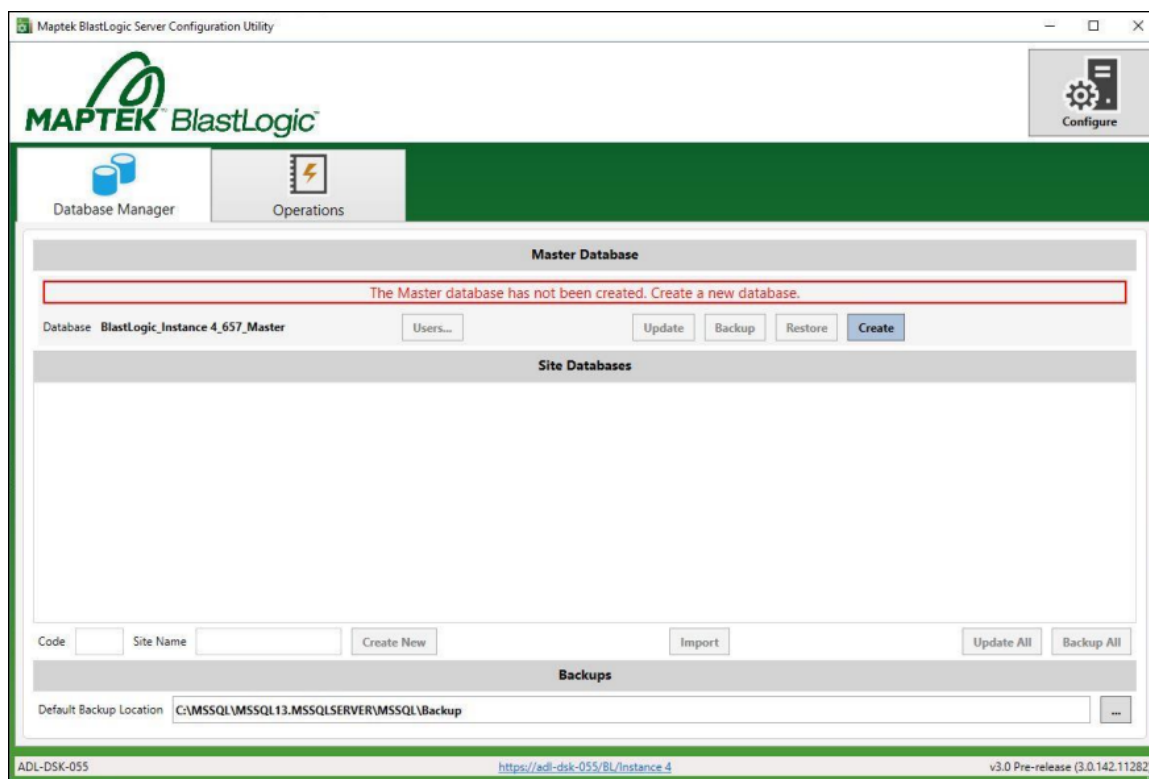 Maptek BlastLogic Server Configuration Utility
MAPTEK™ BlastLogic™
Configure
Database Manager
Operations
Master Database
The Master database has not been created. Create a new database.
Database BlastLogic_Instance 4_657_Master Users... Update Backup Restore Create
Site Databases
Code Site Name Create New Import Update All Backup All
Backups
Default Backup Location C:\MSSQL\MSSQL13.MSSQLSERVER\MSSQL\Backup ...
ADL-DSK-055 https://adl-dsk-055/BL/Instance 4 v3.0 Pre-release (3.0.142.11282)